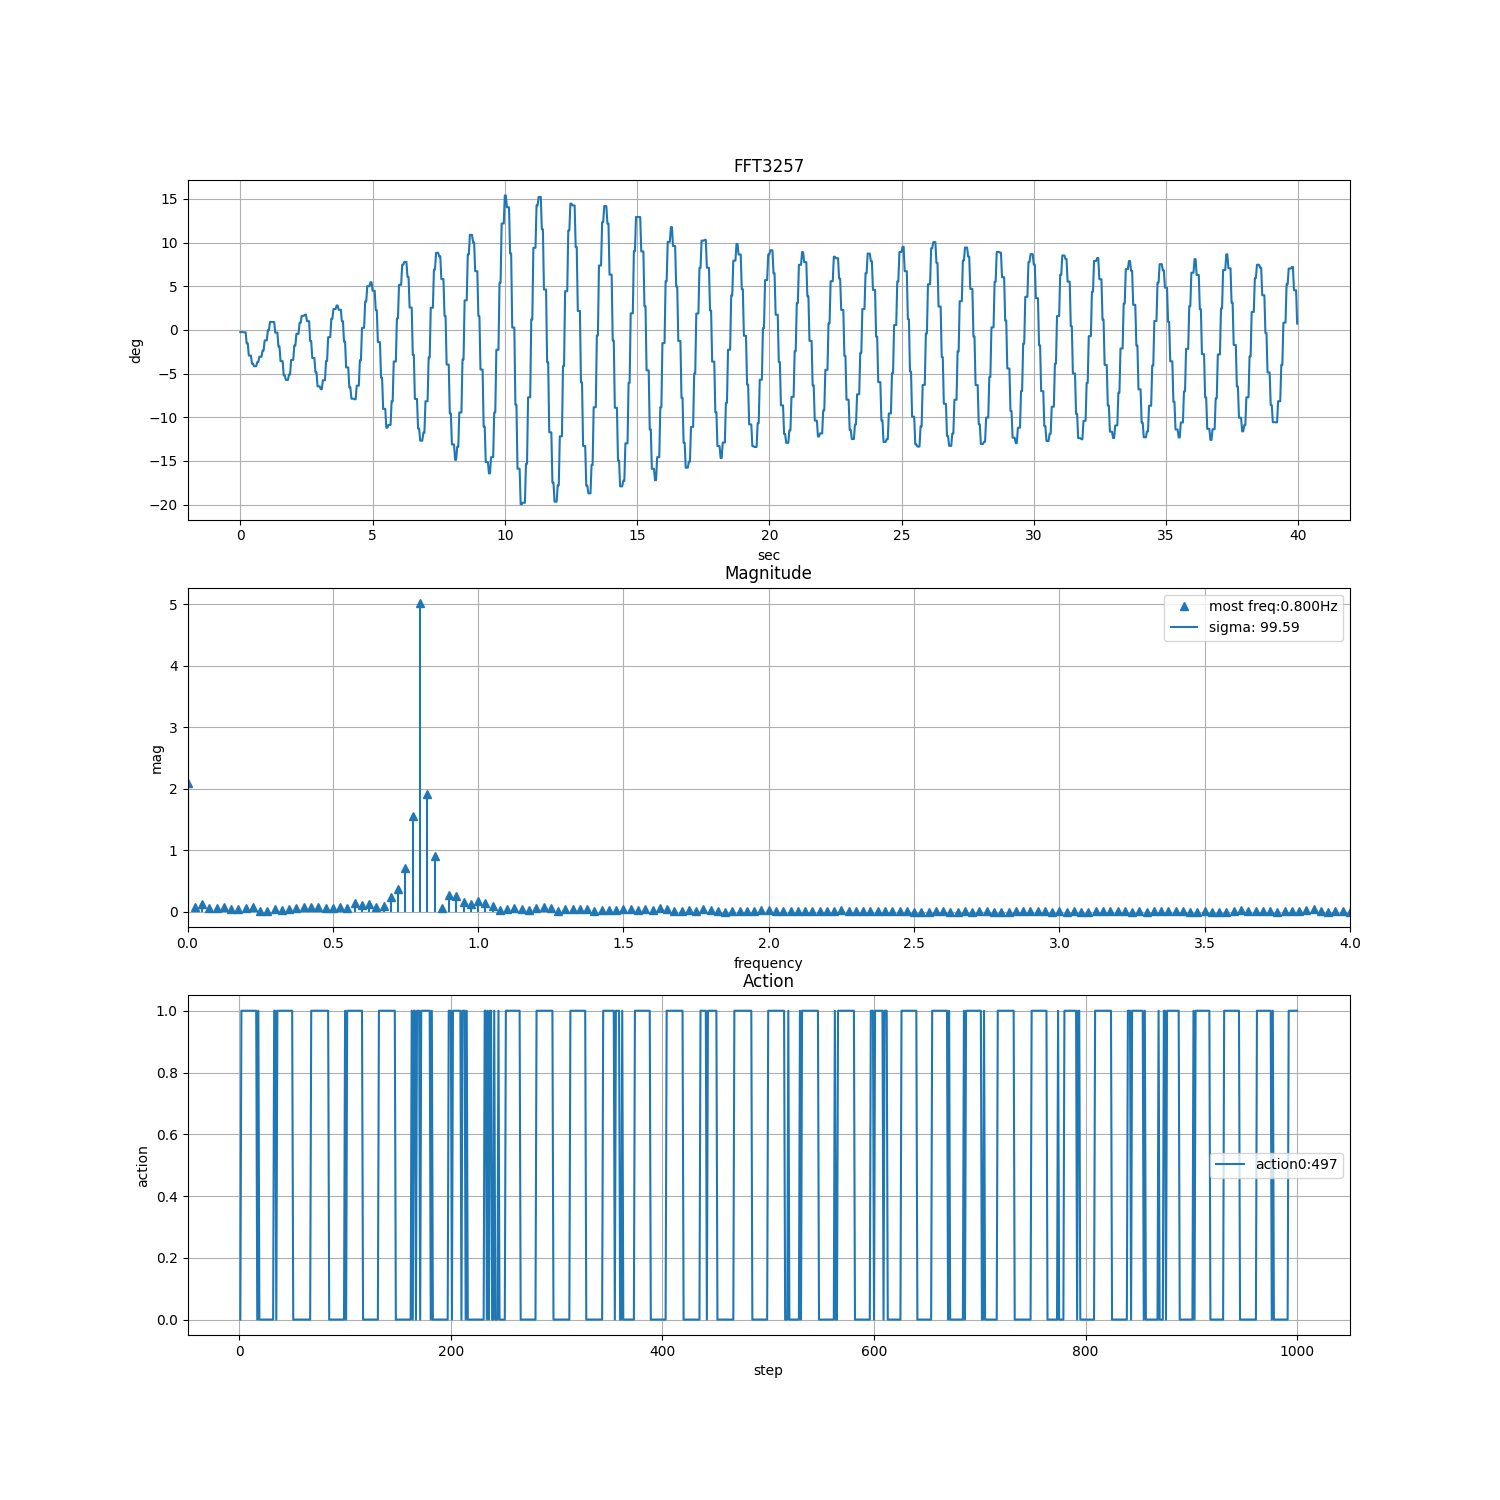 FFT3257
15
10
5
0
−5
−10
−15
−20
deg
0 5 10 15 20 25 30 35 40
sec
Magnitude
5
4
3
2
1
0
mag
most freq:0.800Hz
sigma: 99.59
0.0 0.5 1.0 1.5 2.0 2.5 3.0 3.5 4.0
frequency
Action
1.0
0.8
0.6
0.4
0.2
0.0
action
action0:497
0 200 400 600 800 1000
step